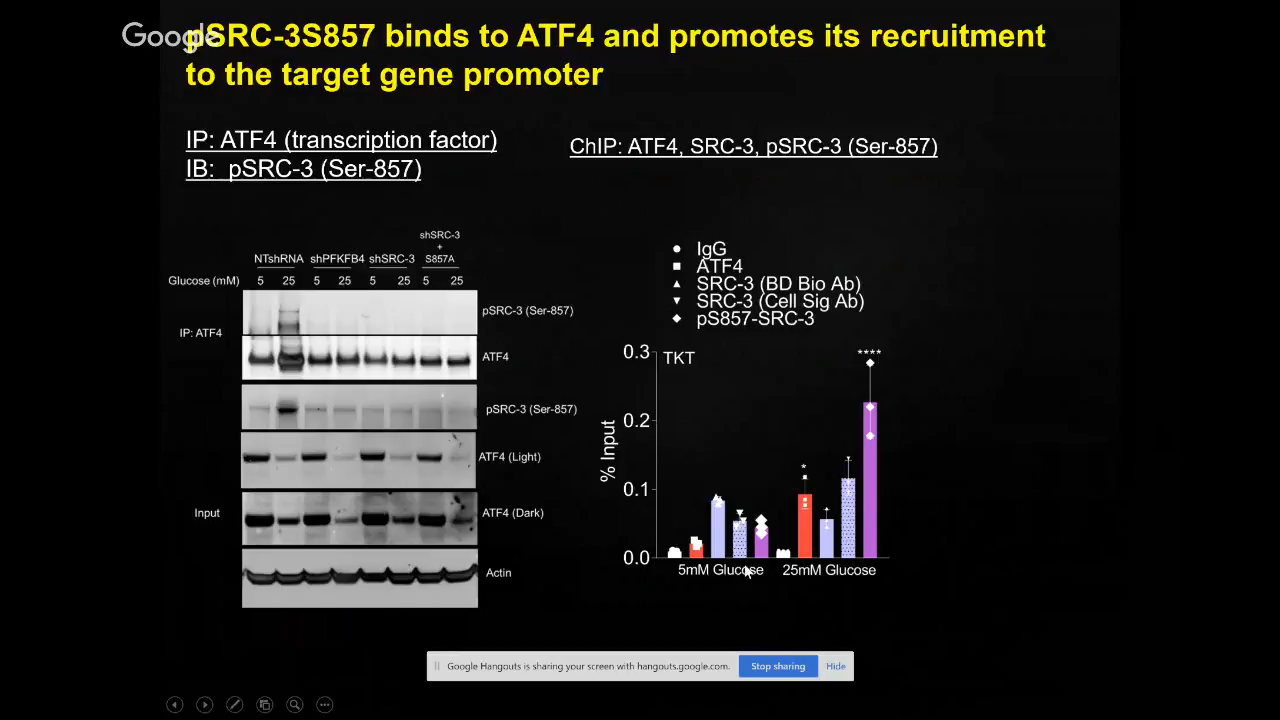 Google
pSRC-3S857 binds to ATF4 and promotes its recruitment
to the target gene promoter
IP: ATF4 (transcription factor)
IB: pSRC-3 (Ser-857)
ChIP: ATF4, SRC-3, pSRC-3 (Ser-857)
shSRC-3
+
NTshRNA shPFKFB4 shSRC-3 S857A
Glucose (mM) 5 25 5 25 5 25 5 25
IP: ATF4
pSRC-3 (Ser-857)
ATF4
pSRC-3 (Ser-857)
ATF4 (Light)
Input
ATF4 (Dark)
Actin
IgG
ATF4
SRC-3 (BD Bio Ab)
SRC-3 (Cell Sig Ab)
pS857-SRC-3
TKT
% Input
0.3
0.2
0.1
0.0
*
****
5mM Glucose 25mM Glucose
Google Hangouts is sharing your screen with hangouts.google.com. Stop sharing Hide